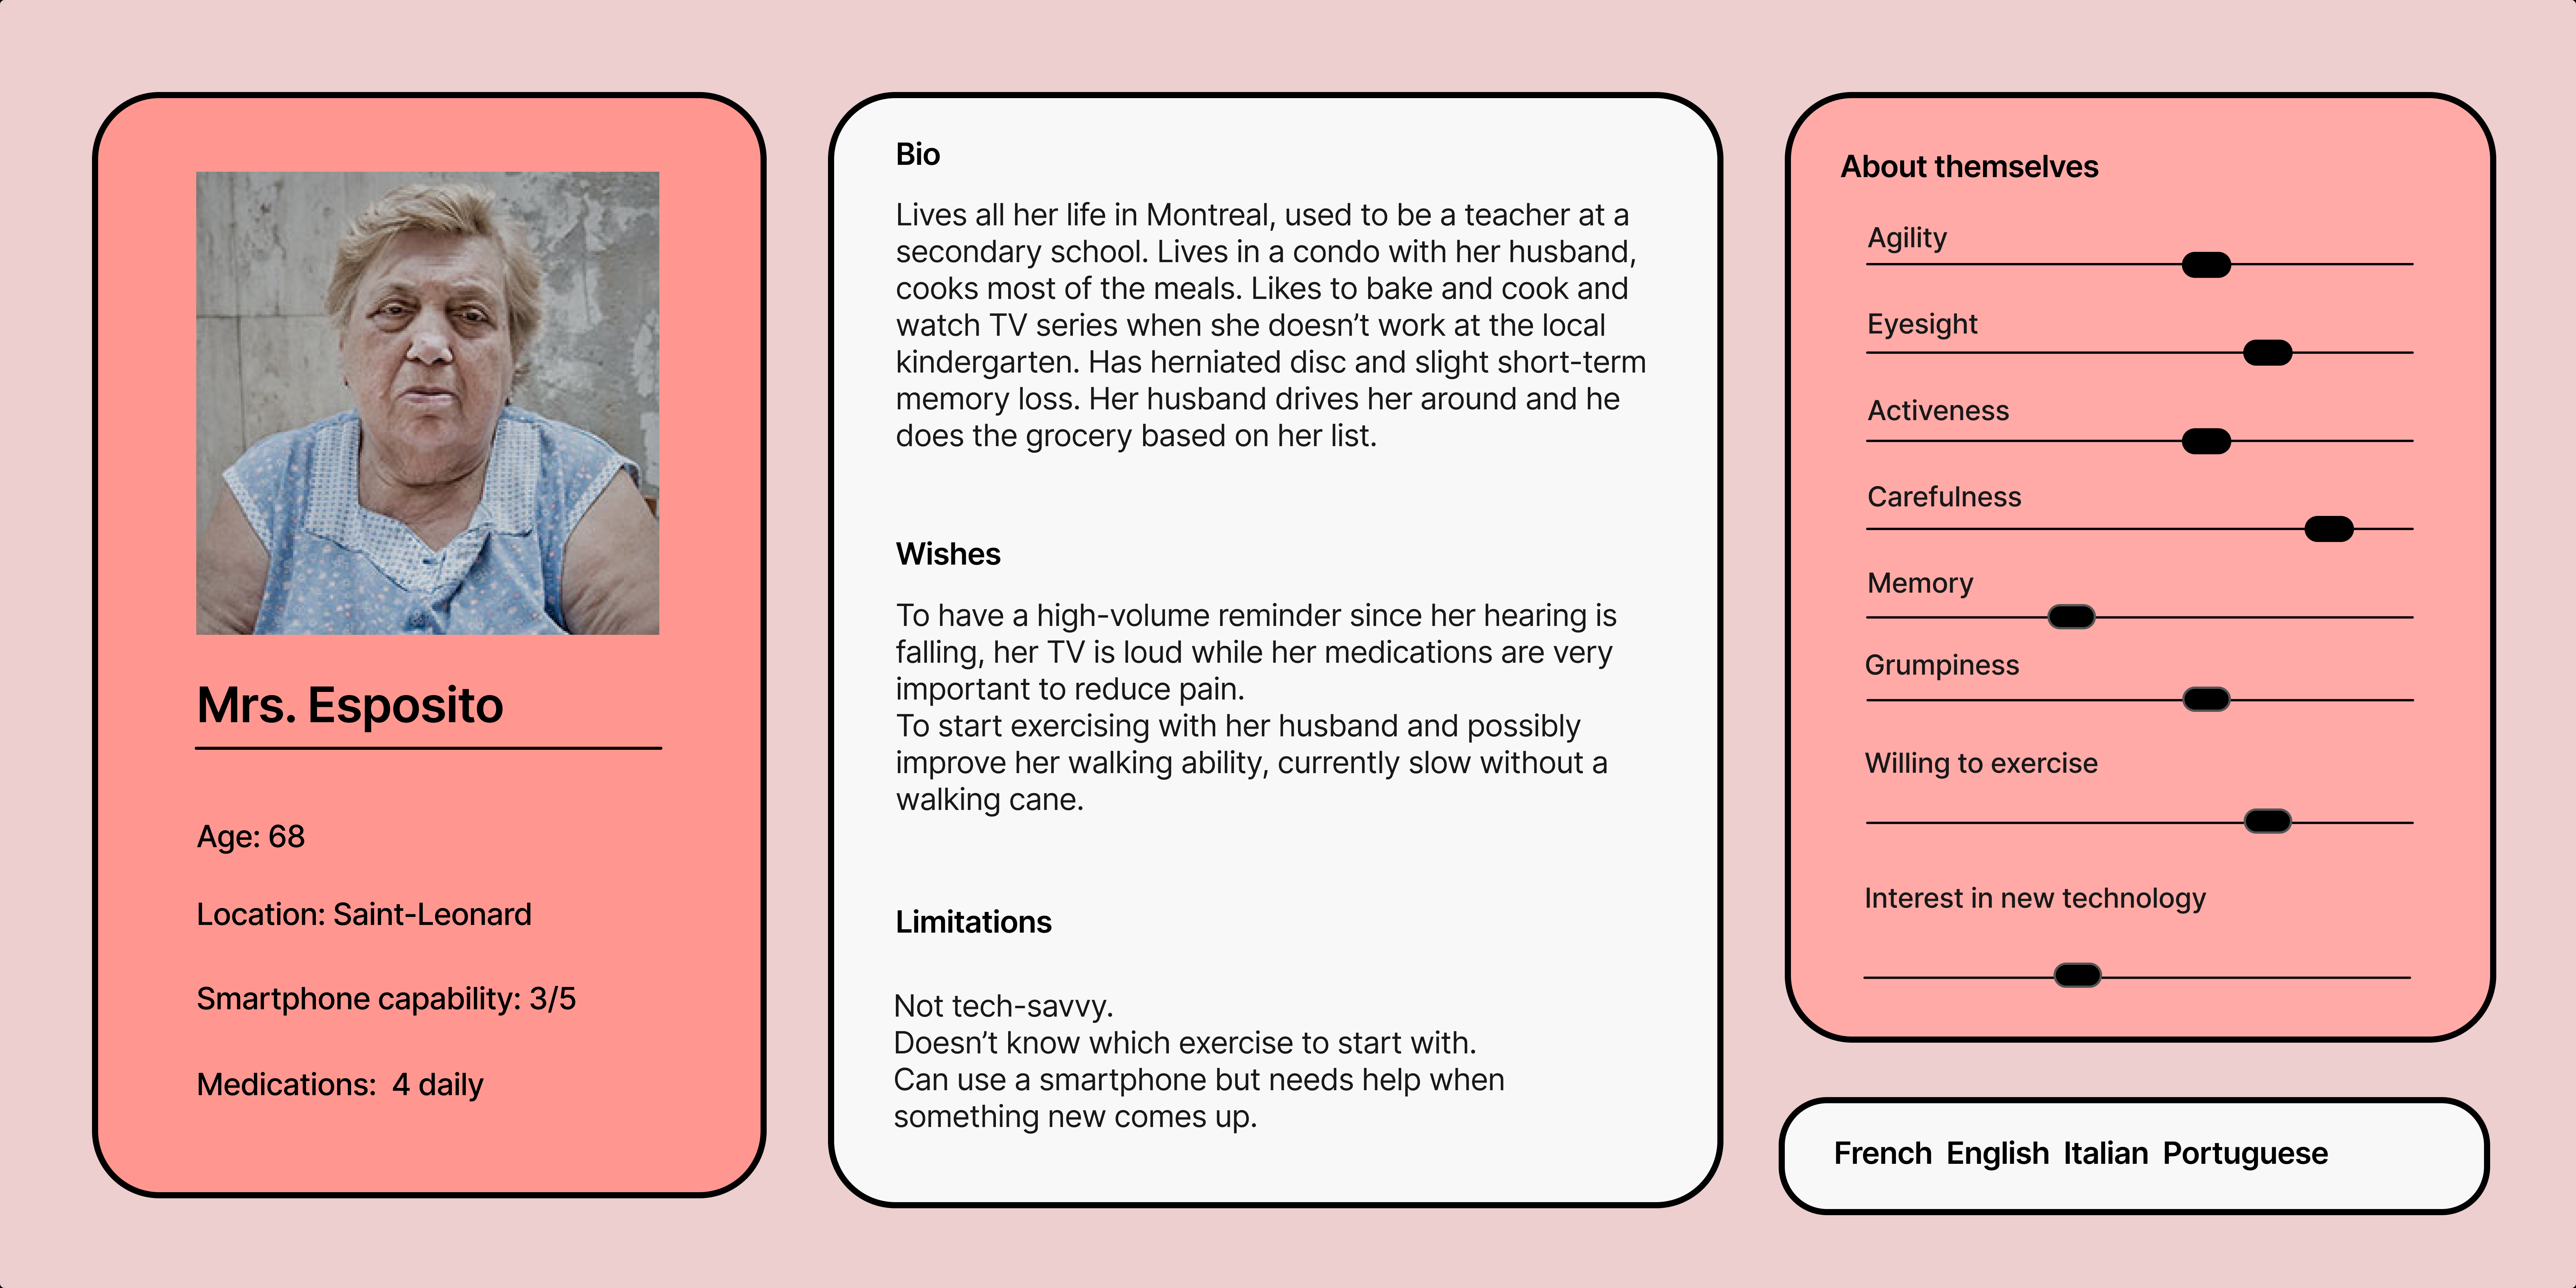 Mrs. Esposito
Age: 68
Location: Saint-Leonard
Smartphone capability: 3/5
Medications:  4 daily
Bio
Lives all her life in Montreal, used to be a teacher at a
secondary school. Lives in a condo with her husband,
cooks most of the meals. Likes to bake and cook and
watch TV series when she doesn’t work at the local
kindergarten. Has herniated disc and slight short-term
memory loss. Her husband drives her around and he
does the grocery based on her list.
Wishes
To have a high-volume reminder since her hearing is
falling, her TV is loud while her medications are very
important to reduce pain.
To start exercising with her husband and possibly
improve her walking ability, currently slow without a
walking cane.
Limitations
Not tech-savvy.
Doesn’t know which exercise to start with.
Can use a smartphone but needs help when
something new comes up.
About themselves
Agility
Eyesight
Activeness
Carefulness
Memory
Grumpiness
Willing to exercise
Interest in new technology
French  English  Italian  Portuguese